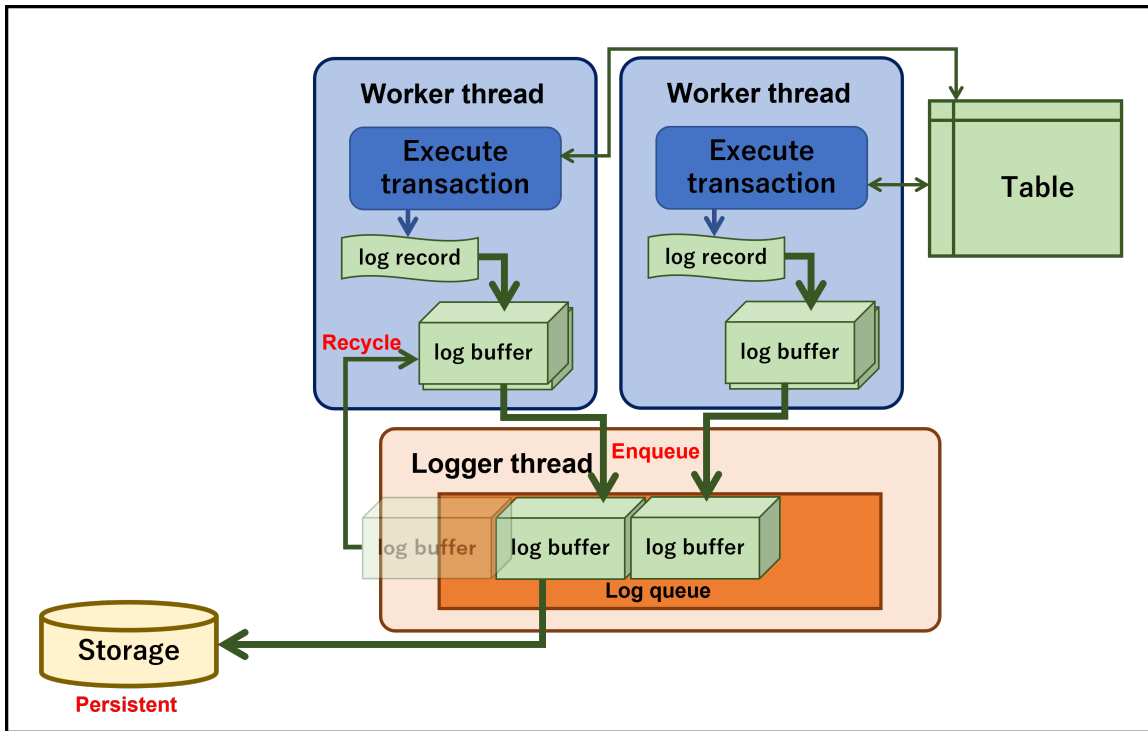 Worker thread
Worker thread
Execute
transaction
Execute
transaction
Table
log record
log record
Recycle
log buffer
log buffer
Enqueue
Logger thread
log buffer
log buffer
log buffer
Log queue
Storage
Persistent